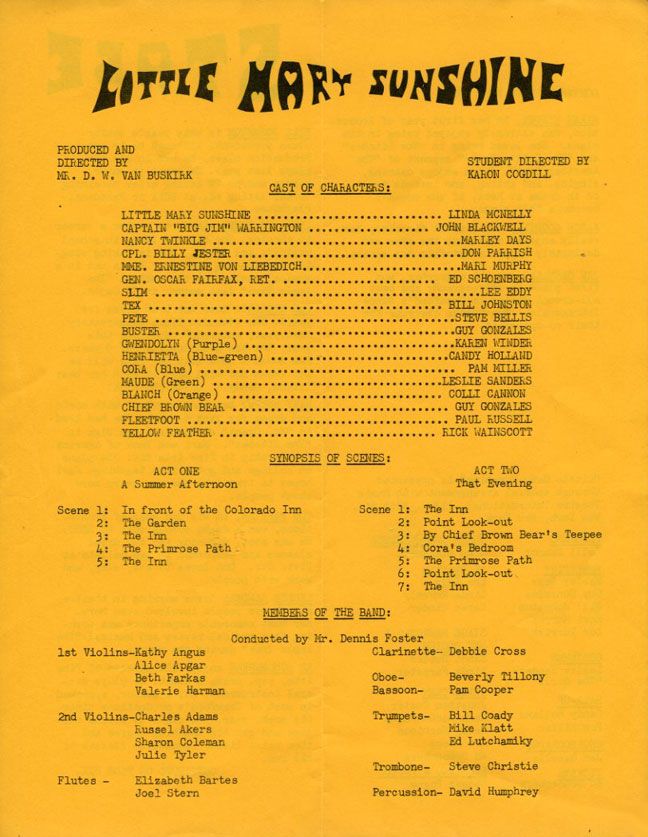 LITTLE MARY SUNSHINE
PRODUCED AND
DIRECTED BY
MR. D. W. VAN BUSKIRK
STUDENT DIRECTED BY
KARON COGDILL
CAST OF CHARACTERS:
LITTLE MARY SUNSHINE .............................. LINDA MCNELLY
CAPTAIN "BIG JIM" WARRINGTON .................... JOHN BLACKWELL
NANCY TWINKLE .........................................MARLEY DAYS
CPL. BILLY JESTER .....................................DON PARRISH
MME. ERNESTINE VON LIEBEDICH..........................MARI MURPHY
GEN. OSCAR FAIRFAX, RET. .......................... ED SCHOENBERG
SLIM .....................................................LEE EDDY
TEX ................................................ BILL JOHNSTON
PETE .................................................STEVE BELLIS
BUSTER ...............................................GUY GONZALES
GWENDOLYN (Purple) ...................................KAREN WINDER
HENRIETTA (Blue-green) .............................CANDY HOLLAND
CORA (Blue) .......................................... PAM MILLER
MAUDE (Green) .....................................LESLIE SANDERS
BLANCH (Orange) .................................... COLLI CANNON
CHIEF BROWN BEAR .................................... GUY GONZALES
FLEETFOOT ........................................... PAUL RUSSELL
YELLOW FEATHER .................................... RICK WAINSCOTT
SYNOPSIS OF SCENES:
ACT ONE
A Summer Afternoon
Scene 1: In front of the Colorado Inn
2: The Garden
3: The Inn
4: The Primrose Path
5: The Inn
ACT TWO
That Evening
Scene 1: The Inn
2: Point Look-out
3: By Chief Brown Bear's Teepee
4: Cora's Bedroom
5: The Primrose Path
6: Point Look-out
7: The Inn
MEMBERS OF THE BAND:
Conducted by Mr. Dennis Foster
1st Violins-Kathy Angus
Alice Apgar
Beth Farkas
Valerie Harman
2nd Violins-Charles Adams
Russel Akers
Sharon Coleman
Julie Tyler
Flutes - Elizabeth Bartes
Joel Stern
Clarinette- Debbie Cross
Oboe- Beverly Tillony
Bassoon- Pam Cooper
Trumpets- Bill Coady
Mike Klatt
Ed Lutchamiky
Trombone- Steve Christie
Percussion- David Humphrey